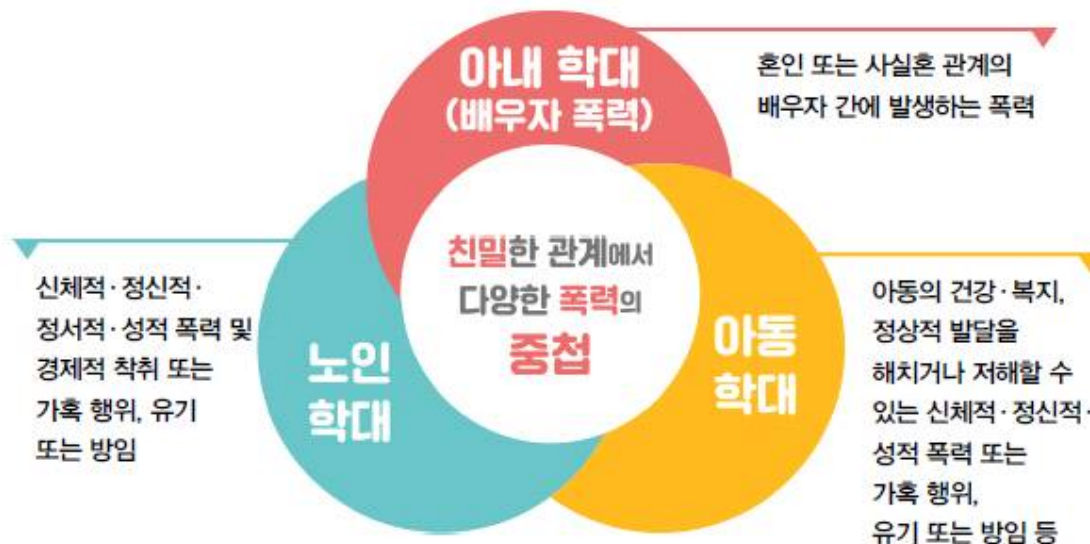 아내 학대
(배우자 폭력)
혼인 또는 사실혼 관계의
배우자 간에 발생하는 폭력
친밀한 관계에서
다양한 폭력의
중첩
신체적·정신적·
정서적·성적 폭력 및
경제적 착취 또는
가혹 행위, 유기
또는 방임
노인
학대
아동
학대
아동의 건강·복지,
정상적 발달을
해치거나 저해할 수
있는 신체적·정신적·
성적 폭력 또는
가혹 행위,
유기 또는 방임 등